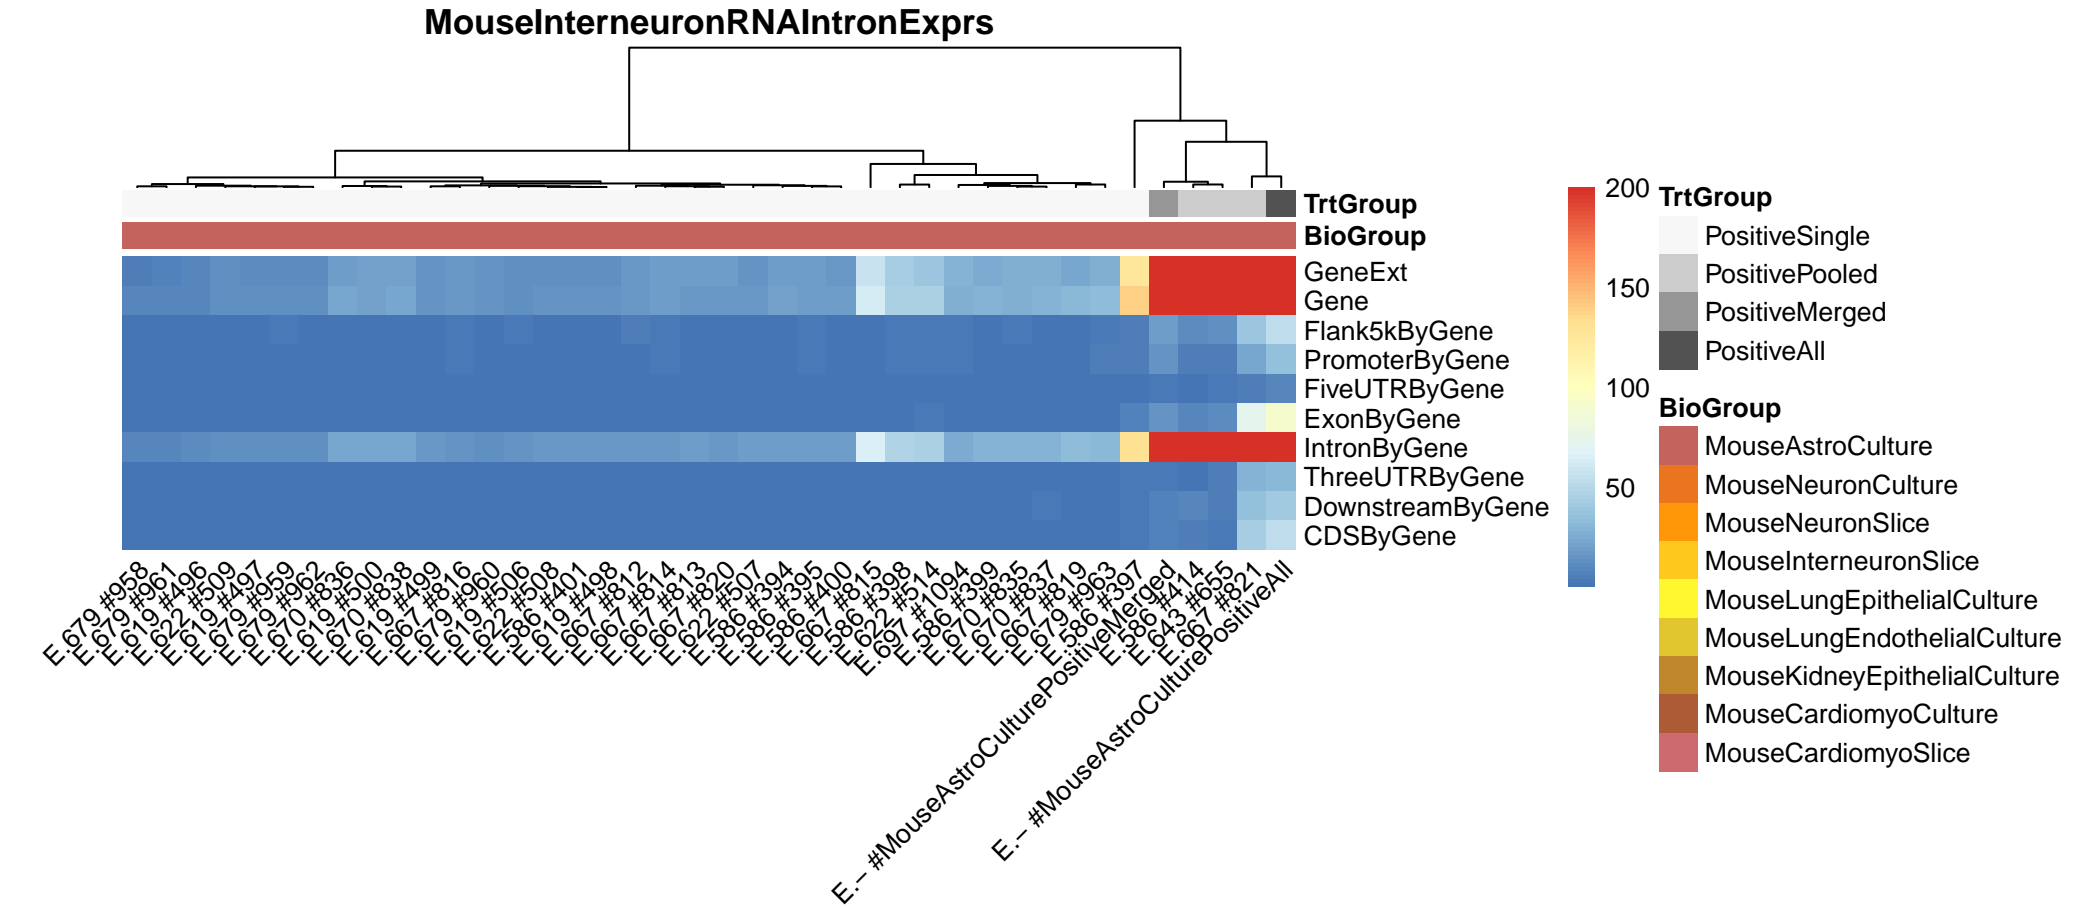 MouseInterneuronRNAIntronExprs
TrtGroup
BioGroup
GeneExt
Gene
Flank5kByGene
PromoterByGene
FiveUTRByGene
ExonByGene
IntronByGene
ThreeUTRByGene
DownstreamByGene
CDSByGene
E.679 #958
E.679 #961
E.619 #496
E.622 #509
E.619 #497
E.679 #959
E.679 #962
E.670 #836
E.619 #500
E.670 #838
E.619 #499
E.667 #816
E.679 #960
E.619 #506
E.622 #508
E.586 #401
E.619 #498
E.667 #812
E.667 #814
E.667 #813
E.667 #820
E.622 #507
E.586 #394
E.586 #395
E.586 #400
E.667 #815
E.586 #398
E.622 #514
E.697 #1094
E.586 #399
E.670 #835
E.670 #837
E.667 #819
E.679 #963
E.586 #397
E.– #MouseAstroCulturePositiveMerged
E.586 #414
E.643 #655
E.667 #821
E.– #MouseAstroCulturePositiveAll
200
150
100
50
TrtGroup
PositiveSingle
PositivePooled
PositiveMerged
PositiveAll
BioGroup
MouseAstroCulture
MouseNeuronCulture
MouseNeuronSlice
MouseInterneuronSlice
MouseLungEpithelialCulture
MouseLungEndothelialCulture
MouseKidneyEpithelialCulture
MouseCardiomyoCulture
MouseCardiomyoSlice